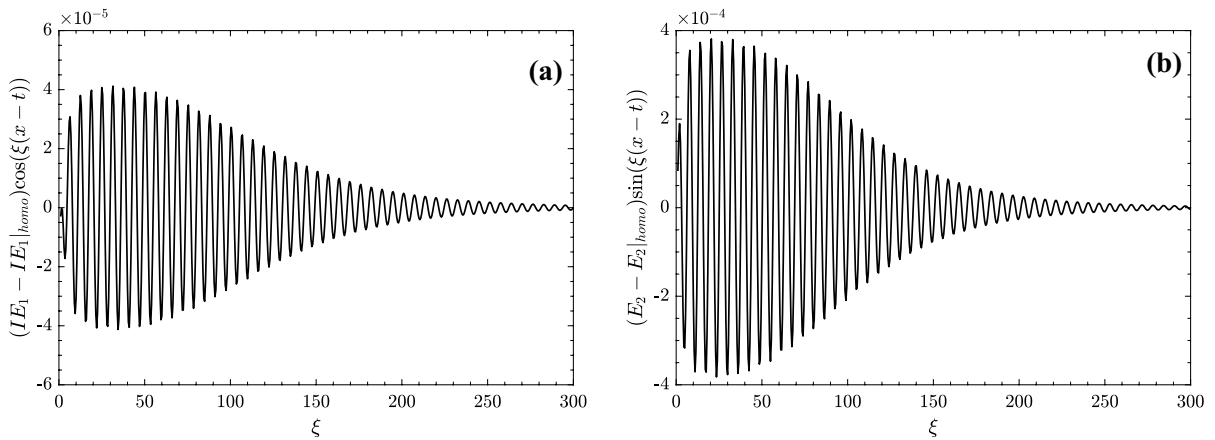 ×10⁻⁵
(a)
6
4
2
0
-2
-4
-6
(IE₁ − IE₁|ₕₒₘₒ)cos(ξ(x − t))
0 50 100 150 200 250 300
ξ
×10⁻⁴
(b)
4
2
0
-2
-4
(E₂ − E₂|ₕₒₘₒ)sin(ξ(x − t))
0 50 100 150 200 250 300
ξ